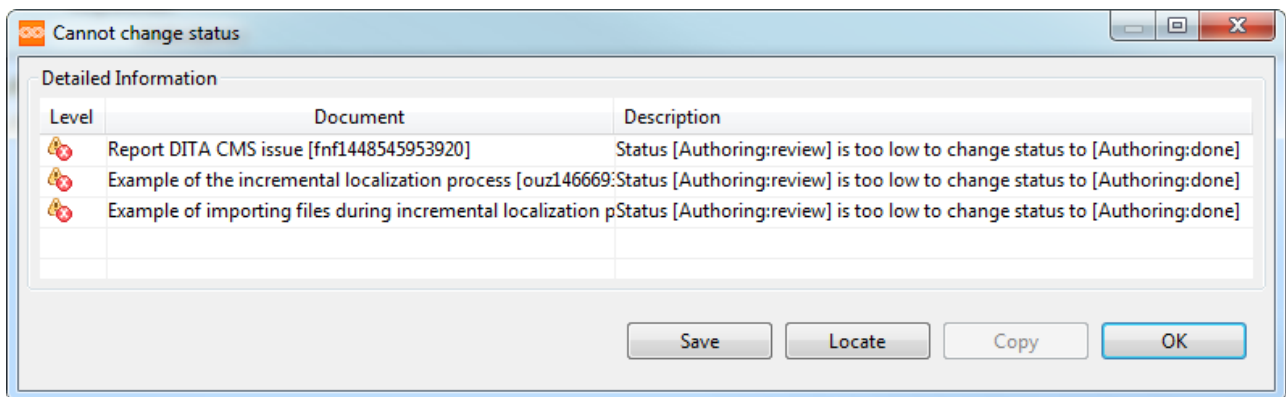 Cannot change status
Detailed Information
Level Document Description
Report DITA CMS issue [fnf1448545953920] Status [Authoring:review] is too low to change status to [Authoring:done]
Example of the incremental localization process [ouz146669: Status [Authoring:review] is too low to change status to [Authoring:done]
Example of importing files during incremental localization p Status [Authoring:review] is too low to change status to [Authoring:done]
Save Locate Copy OK